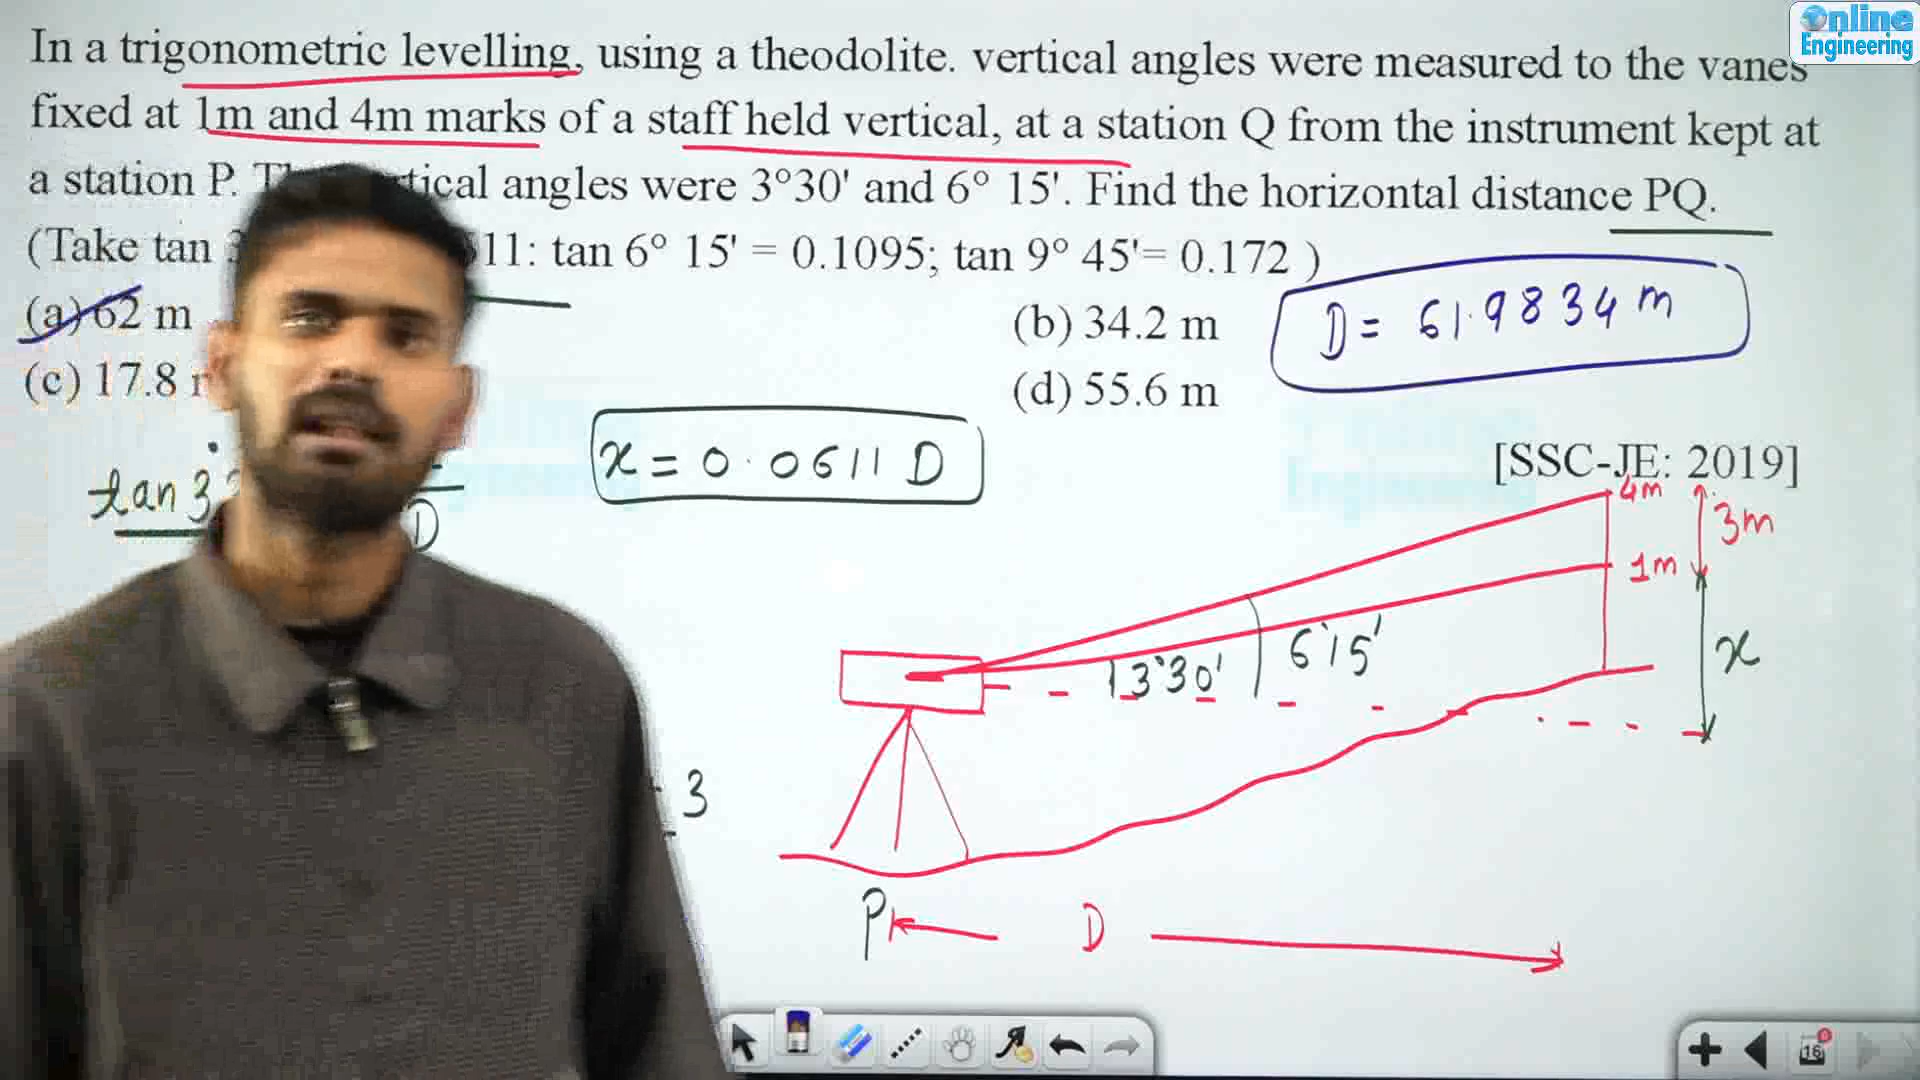 Online
Engineering
In a trigonometric levelling, using a theodolite. vertical angles were measured to the vanes
fixed at 1m and 4m marks of a staff held vertical, at a station Q from the instrument kept at
a station P. tical angles were 3°30' and 6° 15'. Find the horizontal distance PQ.
(Take tan 11: tan 6° 15' = 0.1095; tan 9° 45'= 0.172 )
(a) 62 m
(b) 34.2 m
D = 61.9834 m
(c) 17.8
(d) 55.6 m
x = 0.0611 D
[SSC-JE: 2019]
tan 3°
D
4m
3m
1m
3°30'
6°15'
x
3
P
D
16